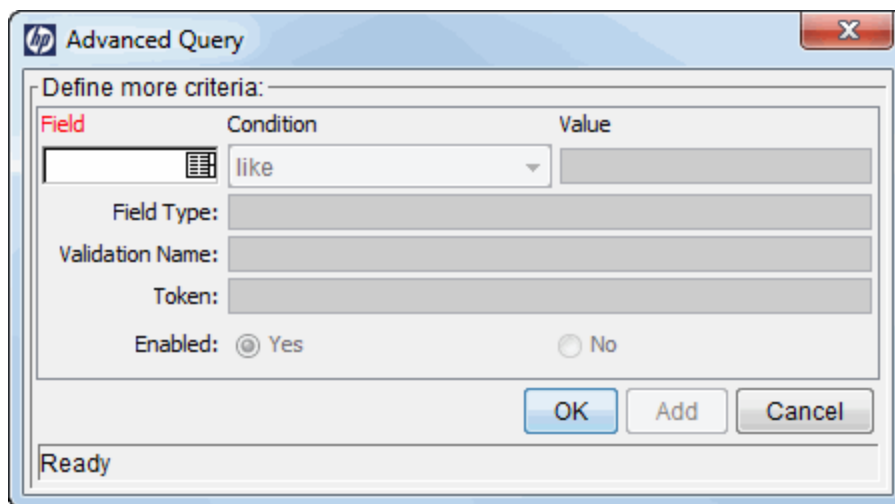 hp Advanced Query
Define more criteria:
Field Condition Value
like
Field Type:
Validation Name:
Token:
Enabled: Yes No
OK Add Cancel
Ready